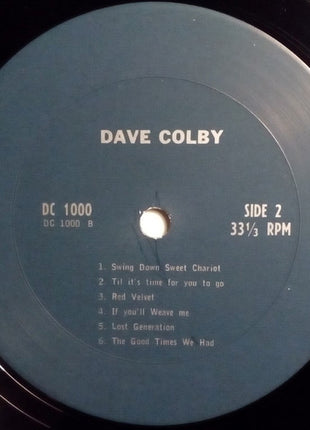 DAVE COLBY
DC 1000
DC 1000 B
SIDE 2
33⅓ RPM
1. Swing Down Sweet Chariot
2. Til it's time for you to go
3. Red Velvet
4. If you'll Weave me
5. Lost Generation
6. The Good Times We Had